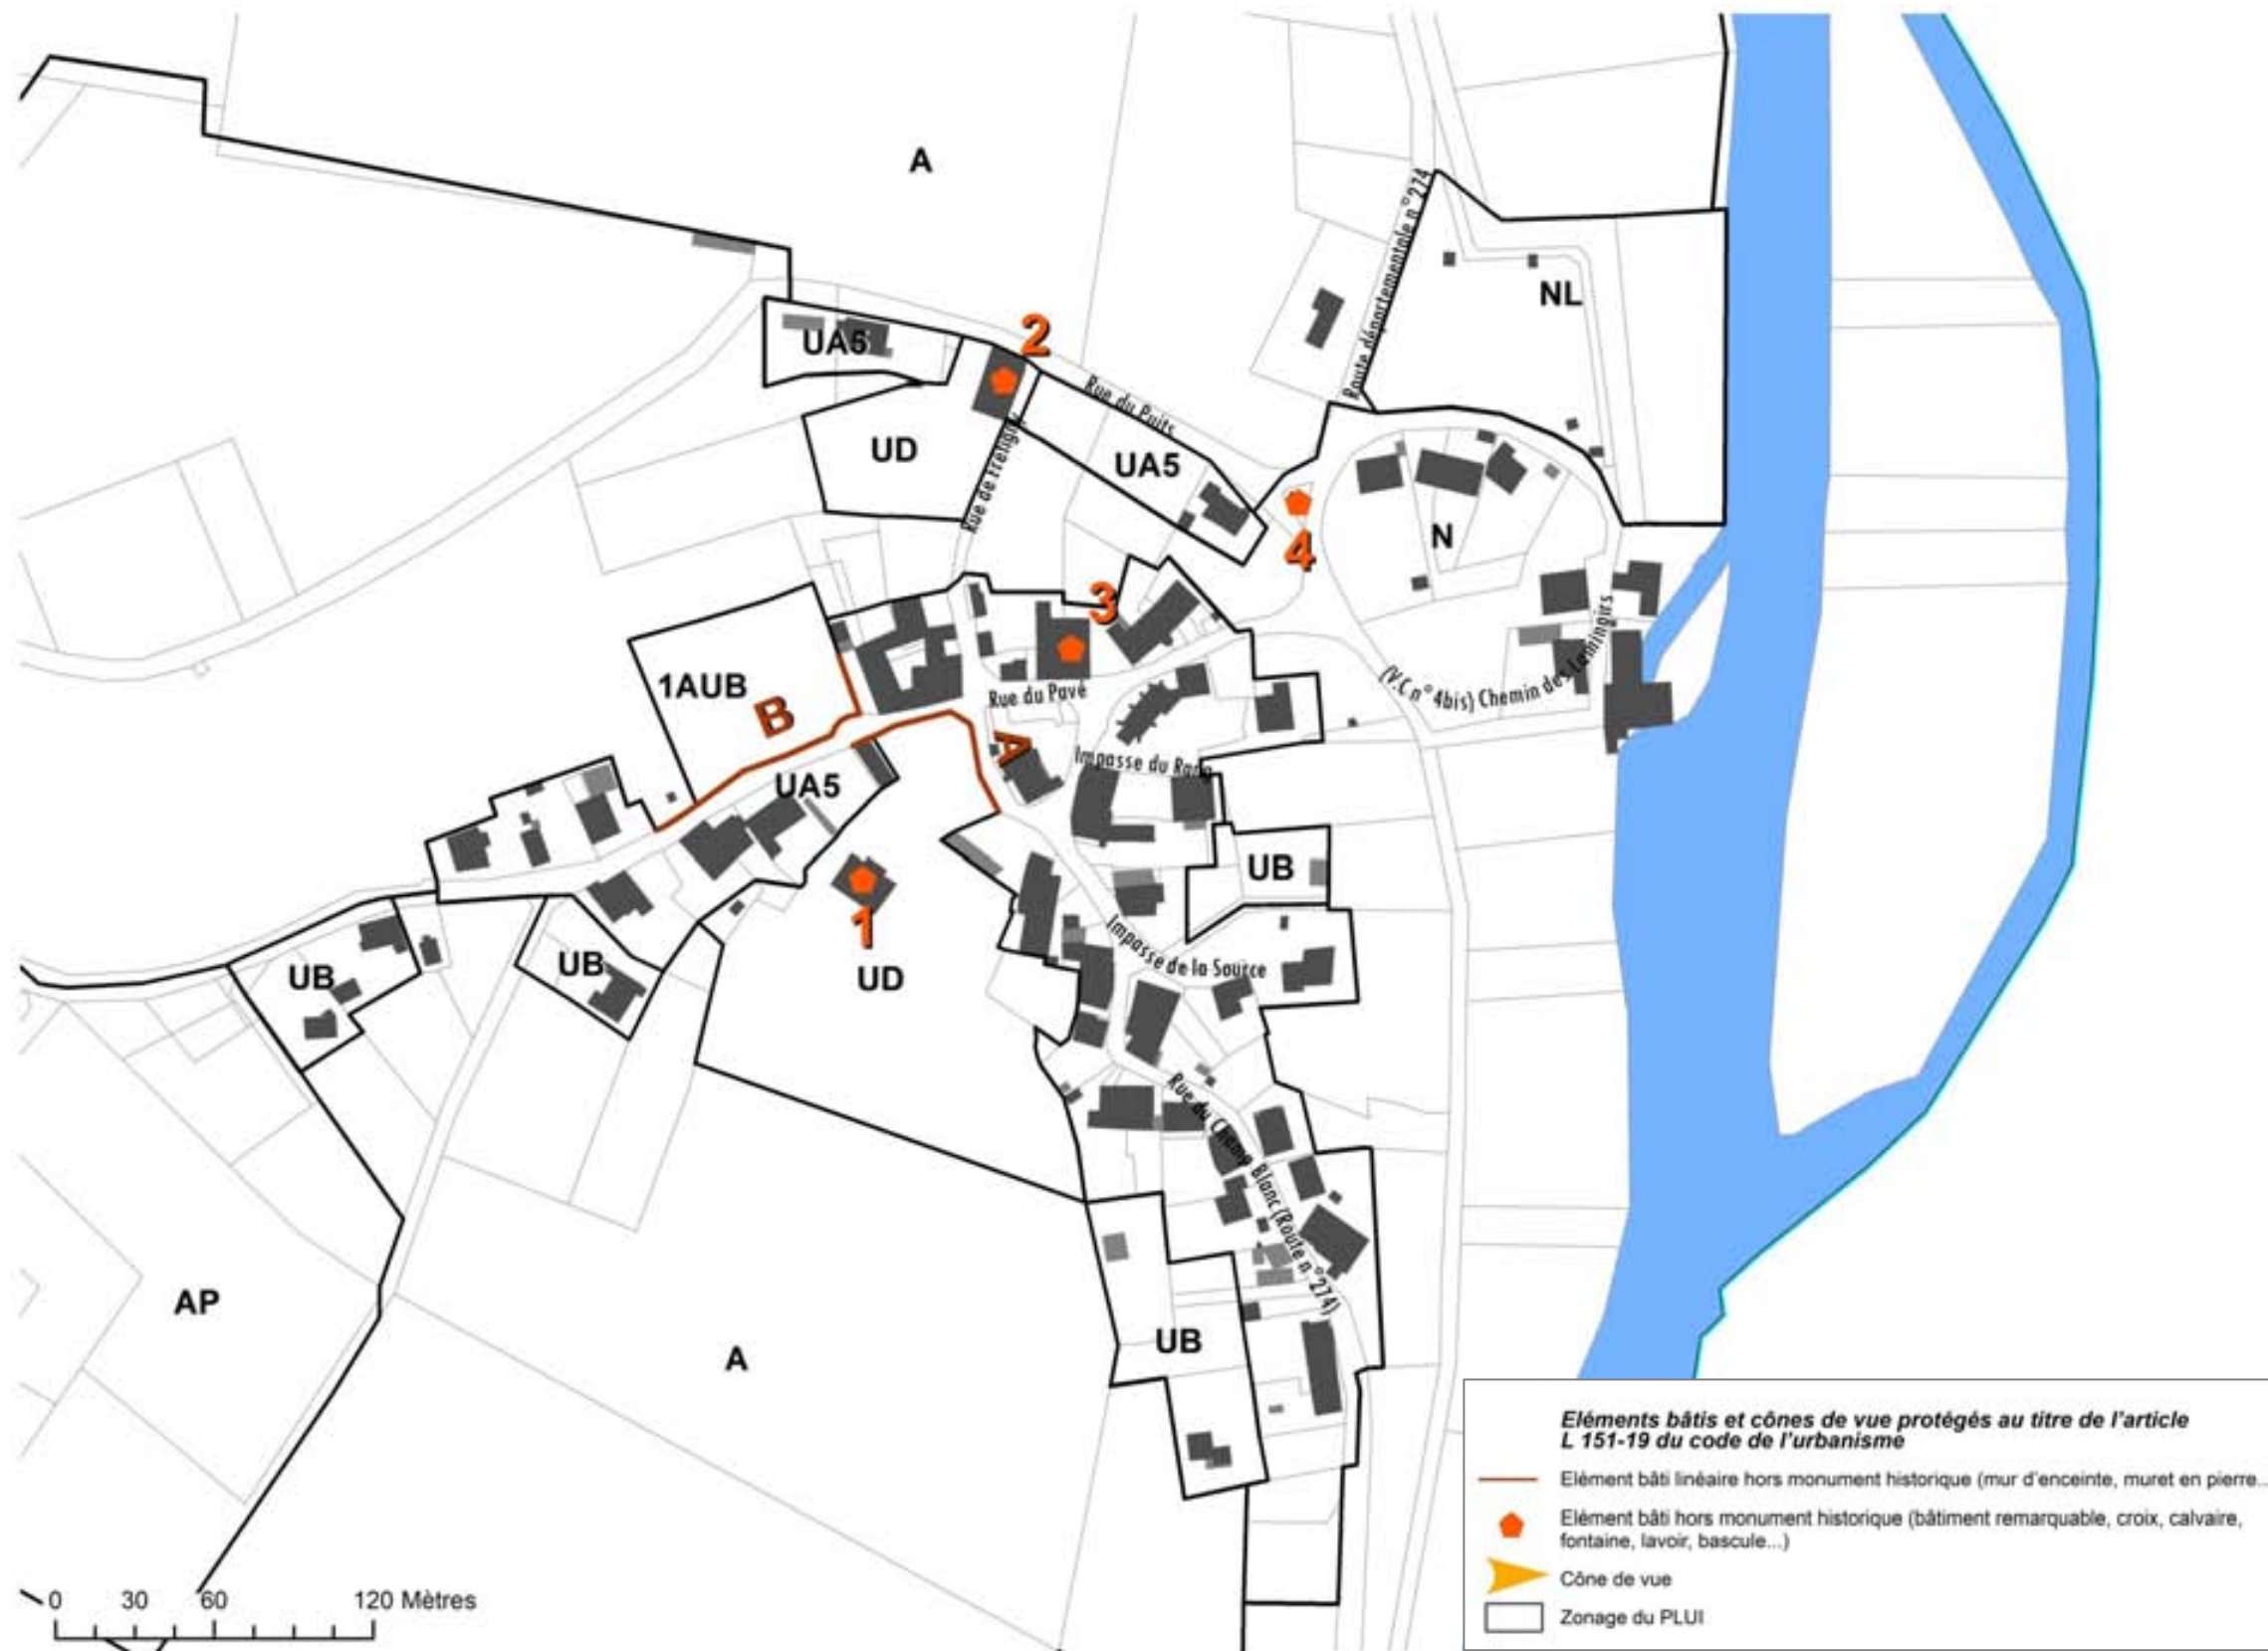 A
2
NL
UA5
Route départementale n°274
Rue du Puits
UD
UA5
Rue de Treligny
4
N
3
1AUB
B
Rue du Pavé
(V.C n° 4bis) Chemin des
A
Impasse du Rang
UA5
UB
1
Impasse de la Source
UB
UB
UD
Rue du Champ Blanc (Route n°274)
AP
A
UB
0 30 60 120 Mètres
Eléments bâtis et cônes de vue protégés au titre de l'article
L 151-19 du code de l'urbanisme
Elément bâti linéaire hors monument historique (mur d'enceinte, muret en pierre...
Elément bâti hors monument historique (bâtiment remarquable, croix, calvaire,
fontaine, lavoir, bascule...)
Cône de vue
Zonage du PLUI